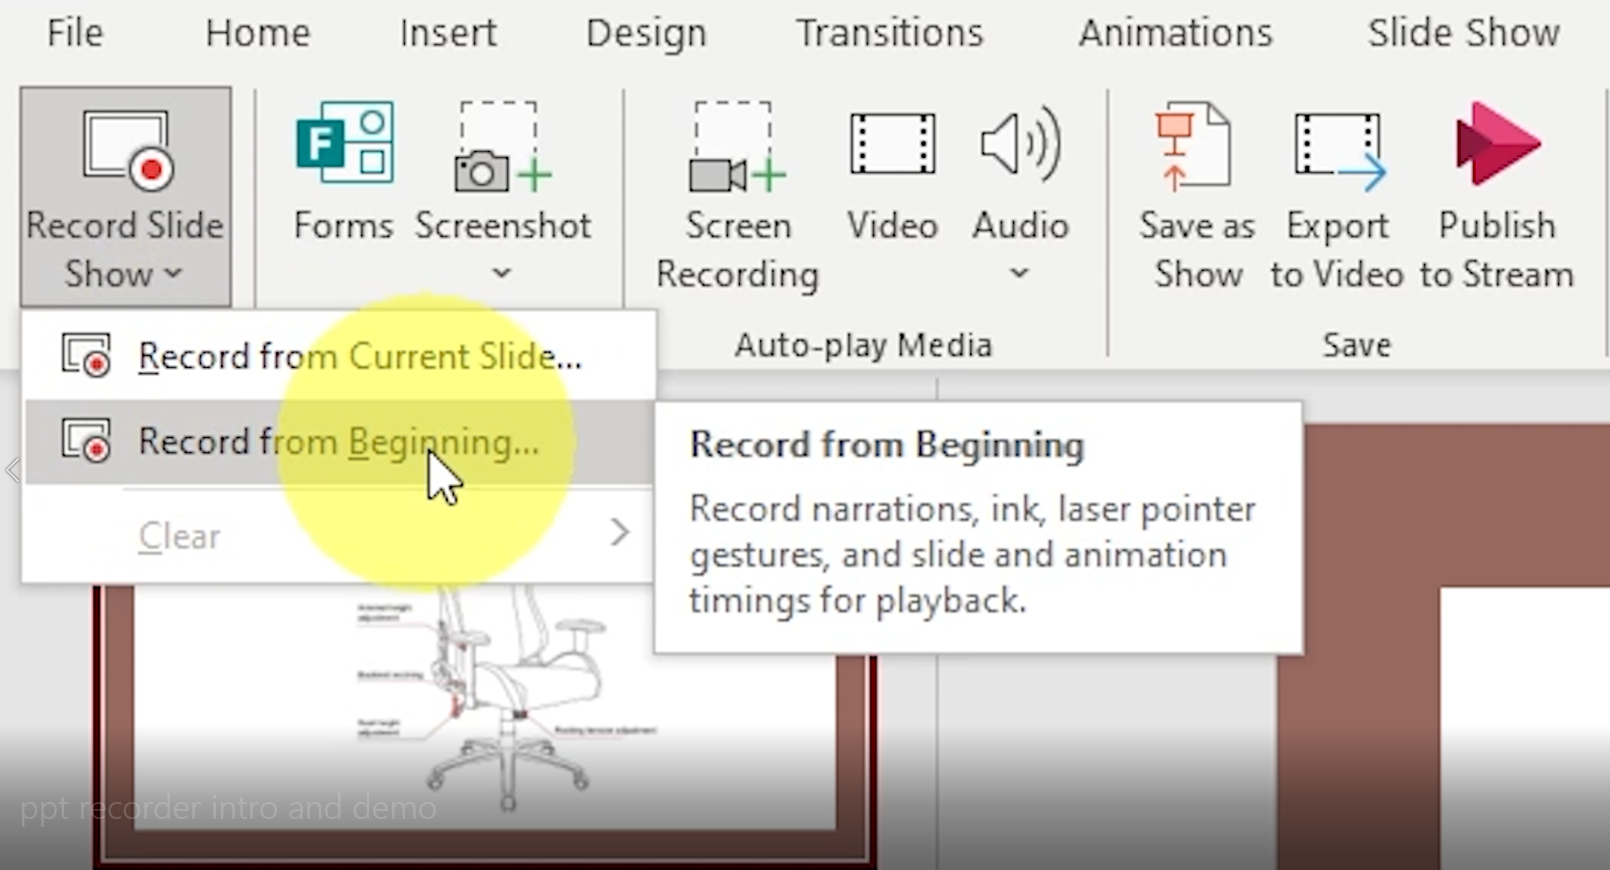 File Home Insert Design Transitions Animations Slide Show
Record Slide
Show
F
Forms
Screenshot
Screen
Recording
Video
Audio
Save as
Show
Export
to Video
Publish
to Stream
Auto-play Media
Save
Record from Current Slide...
Record from Beginning...
Clear
Record from Beginning
Record narrations, ink, laser pointer
gestures, and slide and animation
timings for playback.
adjustment
adjustment
ppt recorder intro and demo